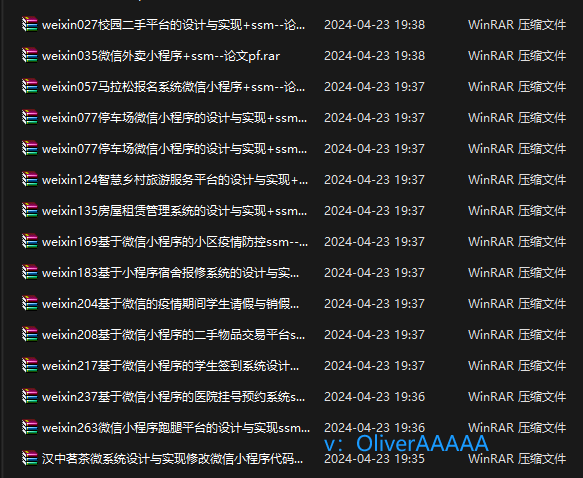 weixin027校园二手平台的设计与实现+ssm--论... 2024-04-23 19:38 WinRAR 压缩文件
weixin035微信外卖小程序+ssm--论文pf.rar 2024-04-23 19:38 WinRAR 压缩文件
weixin057马拉松报名系统微信小程序+ssm--论... 2024-04-23 19:37 WinRAR 压缩文件
weixin077停车场微信小程序的设计与实现+ssm... 2024-04-23 19:37 WinRAR 压缩文件
weixin077停车场微信小程序的设计与实现+ssm... 2024-04-23 19:37 WinRAR 压缩文件
weixin124智慧乡村旅游服务平台的设计与实现+... 2024-04-23 19:37 WinRAR 压缩文件
weixin135房屋租赁管理系统的设计与实现+ssm... 2024-04-23 19:37 WinRAR 压缩文件
weixin169基于微信小程序的小区疫情防控ssm--... 2024-04-23 19:37 WinRAR 压缩文件
weixin183基于小程序宿舍报修系统的设计与实... 2024-04-23 19:37 WinRAR 压缩文件
weixin204基于微信的疫情期间学生请假与销假... 2024-04-23 19:37 WinRAR 压缩文件
weixin208基于微信小程序的二手物品交易平台s... 2024-04-23 19:37 WinRAR 压缩文件
weixin217基于微信小程序的学生签到系统设计... 2024-04-23 19:37 WinRAR 压缩文件
weixin237基于微信小程序的医院挂号预约系统s... 2024-04-23 19:36 WinRAR 压缩文件
weixin263微信小程序跑腿平台的设计与实现ssm... 2024-04-23 19:36 WinRAR 压缩文件
v：OliverAAAAA
汉中茗茶微系统设计与实现修改微信小程序代码... 2024-04-23 19:35 WinRAR 压缩文件